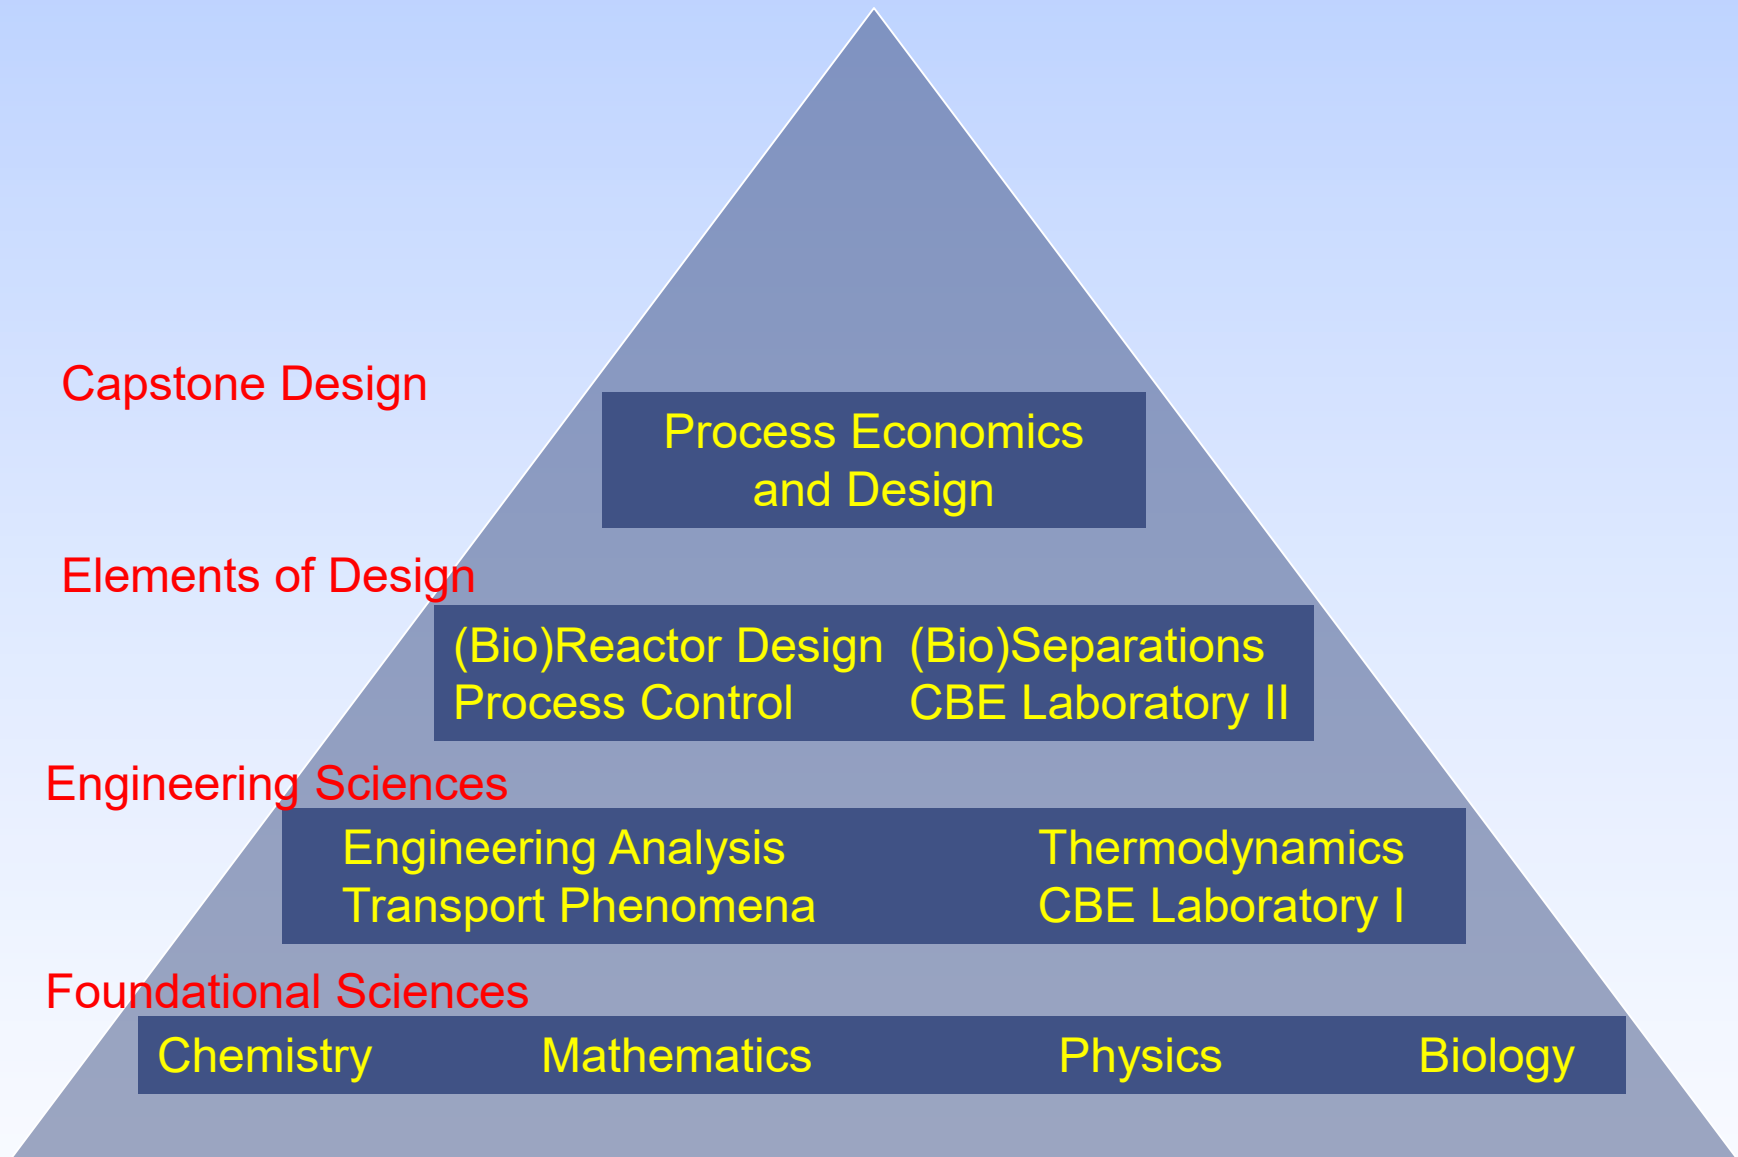 Capstone Design
Process Economics
and Design
Elements of Design
(Bio)Reactor Design (Bio)Separations
Process Control CBE Laboratory II
Engineering Sciences
Engineering Analysis Thermodynamics
Transport Phenomena CBE Laboratory I
Foundational Sciences
Chemistry Mathematics Physics Biology